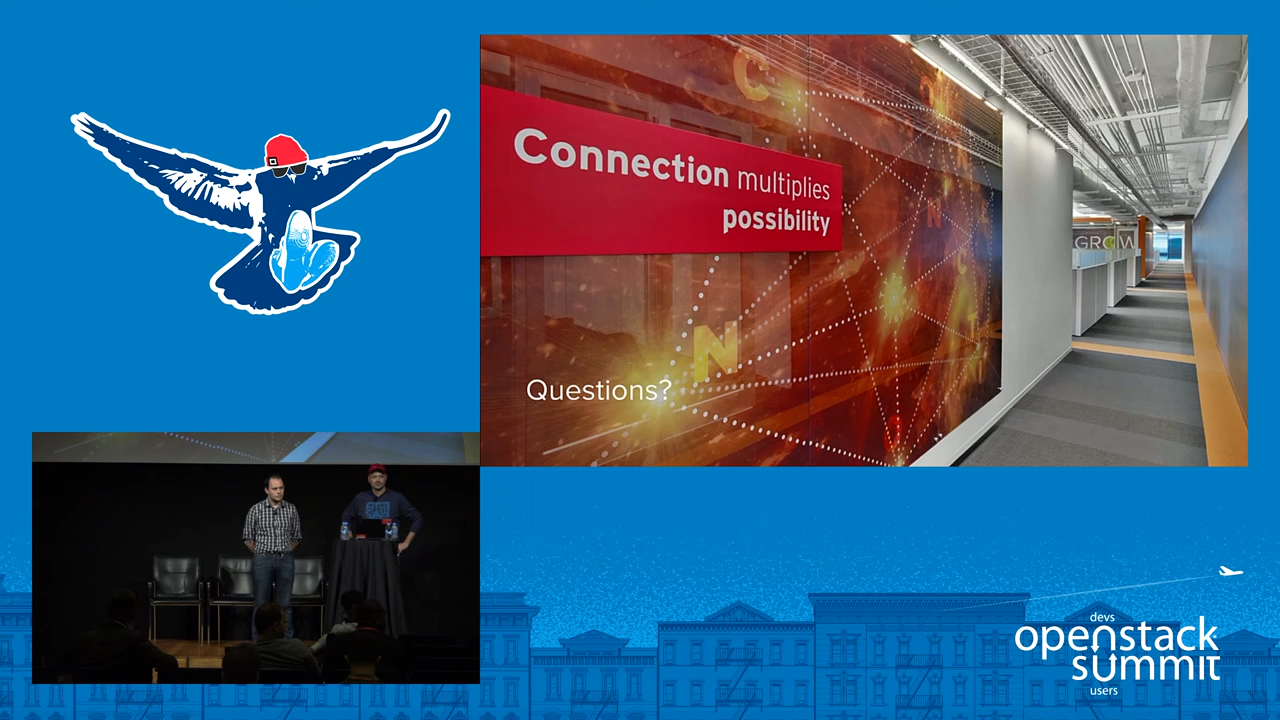 Connection multiplies
possibility
C
N
N
GROW
Questions?
devs
openstack
summit
users